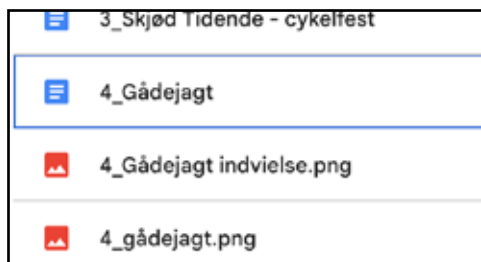 3_Skjød Tidende - cykelfest
4_Gådejagt
4_Gådejagt indvielse.png
4_gådejagt.png